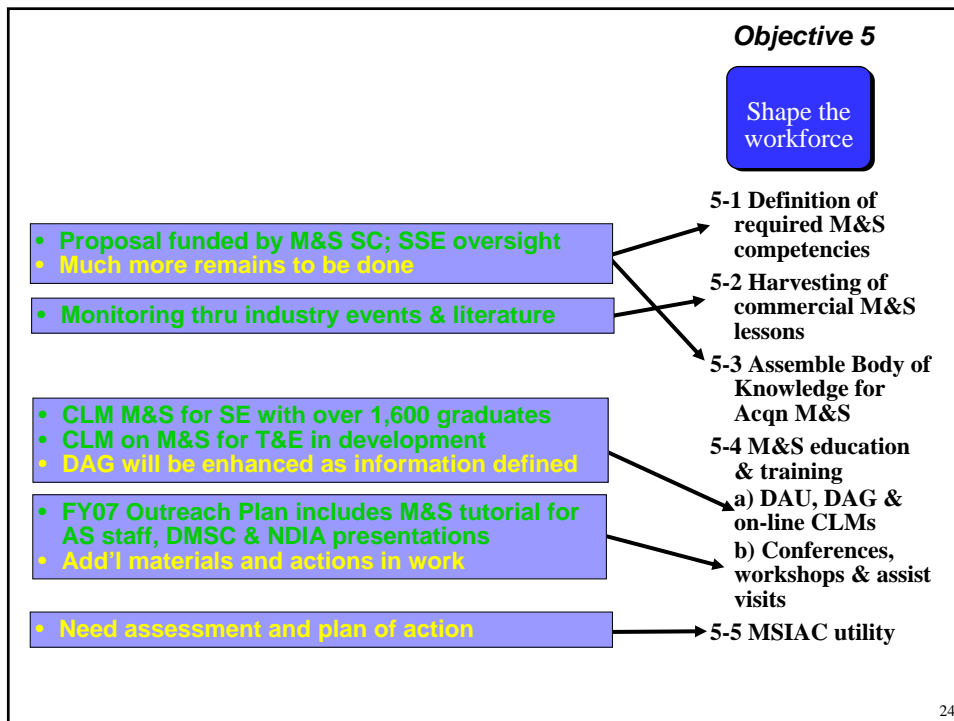 Objective 5
Shape the
workforce
• Proposal funded by M&S SC; SSE oversight
• Much more remains to be done
• Monitoring thru industry events & literature
• CLM M&S for SE with over 1,600 graduates
• CLM on M&S for T&E in development
• DAG will be enhanced as information defined
• FY07 Outreach Plan includes M&S tutorial for
AS staff, DMSC & NDIA presentations
• Add'l materials and actions in work
• Need assessment and plan of action
5-1 Definition of
required M&S
competencies
5-2 Harvesting of
commercial M&S
lessons
5-3 Assemble Body of
Knowledge for
Acqn M&S
5-4 M&S education
& training
a) DAU, DAG &
on-line CLMs
b) Conferences,
workshops & assist
visits
5-5 MSIAC utility
24